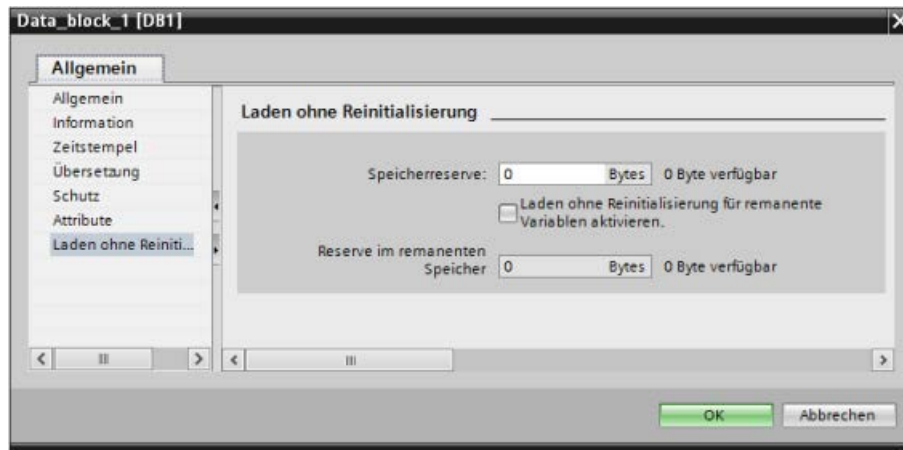 Data_block_1 [DB1]
Allgemein
Allgemein
Information
Zeitstempel
Übersetzung
Schutz
Attribute
Laden ohne Reiniti...
Laden ohne Reinitialisierung
Speicherreserve: 0 Bytes 0 Byte verfügbar
Laden ohne Reinitialisierung für remanente
Variablen aktivieren.
Reserve im remanenten
Speicher 0 Bytes 0 Byte verfügbar
OK Abbrechen